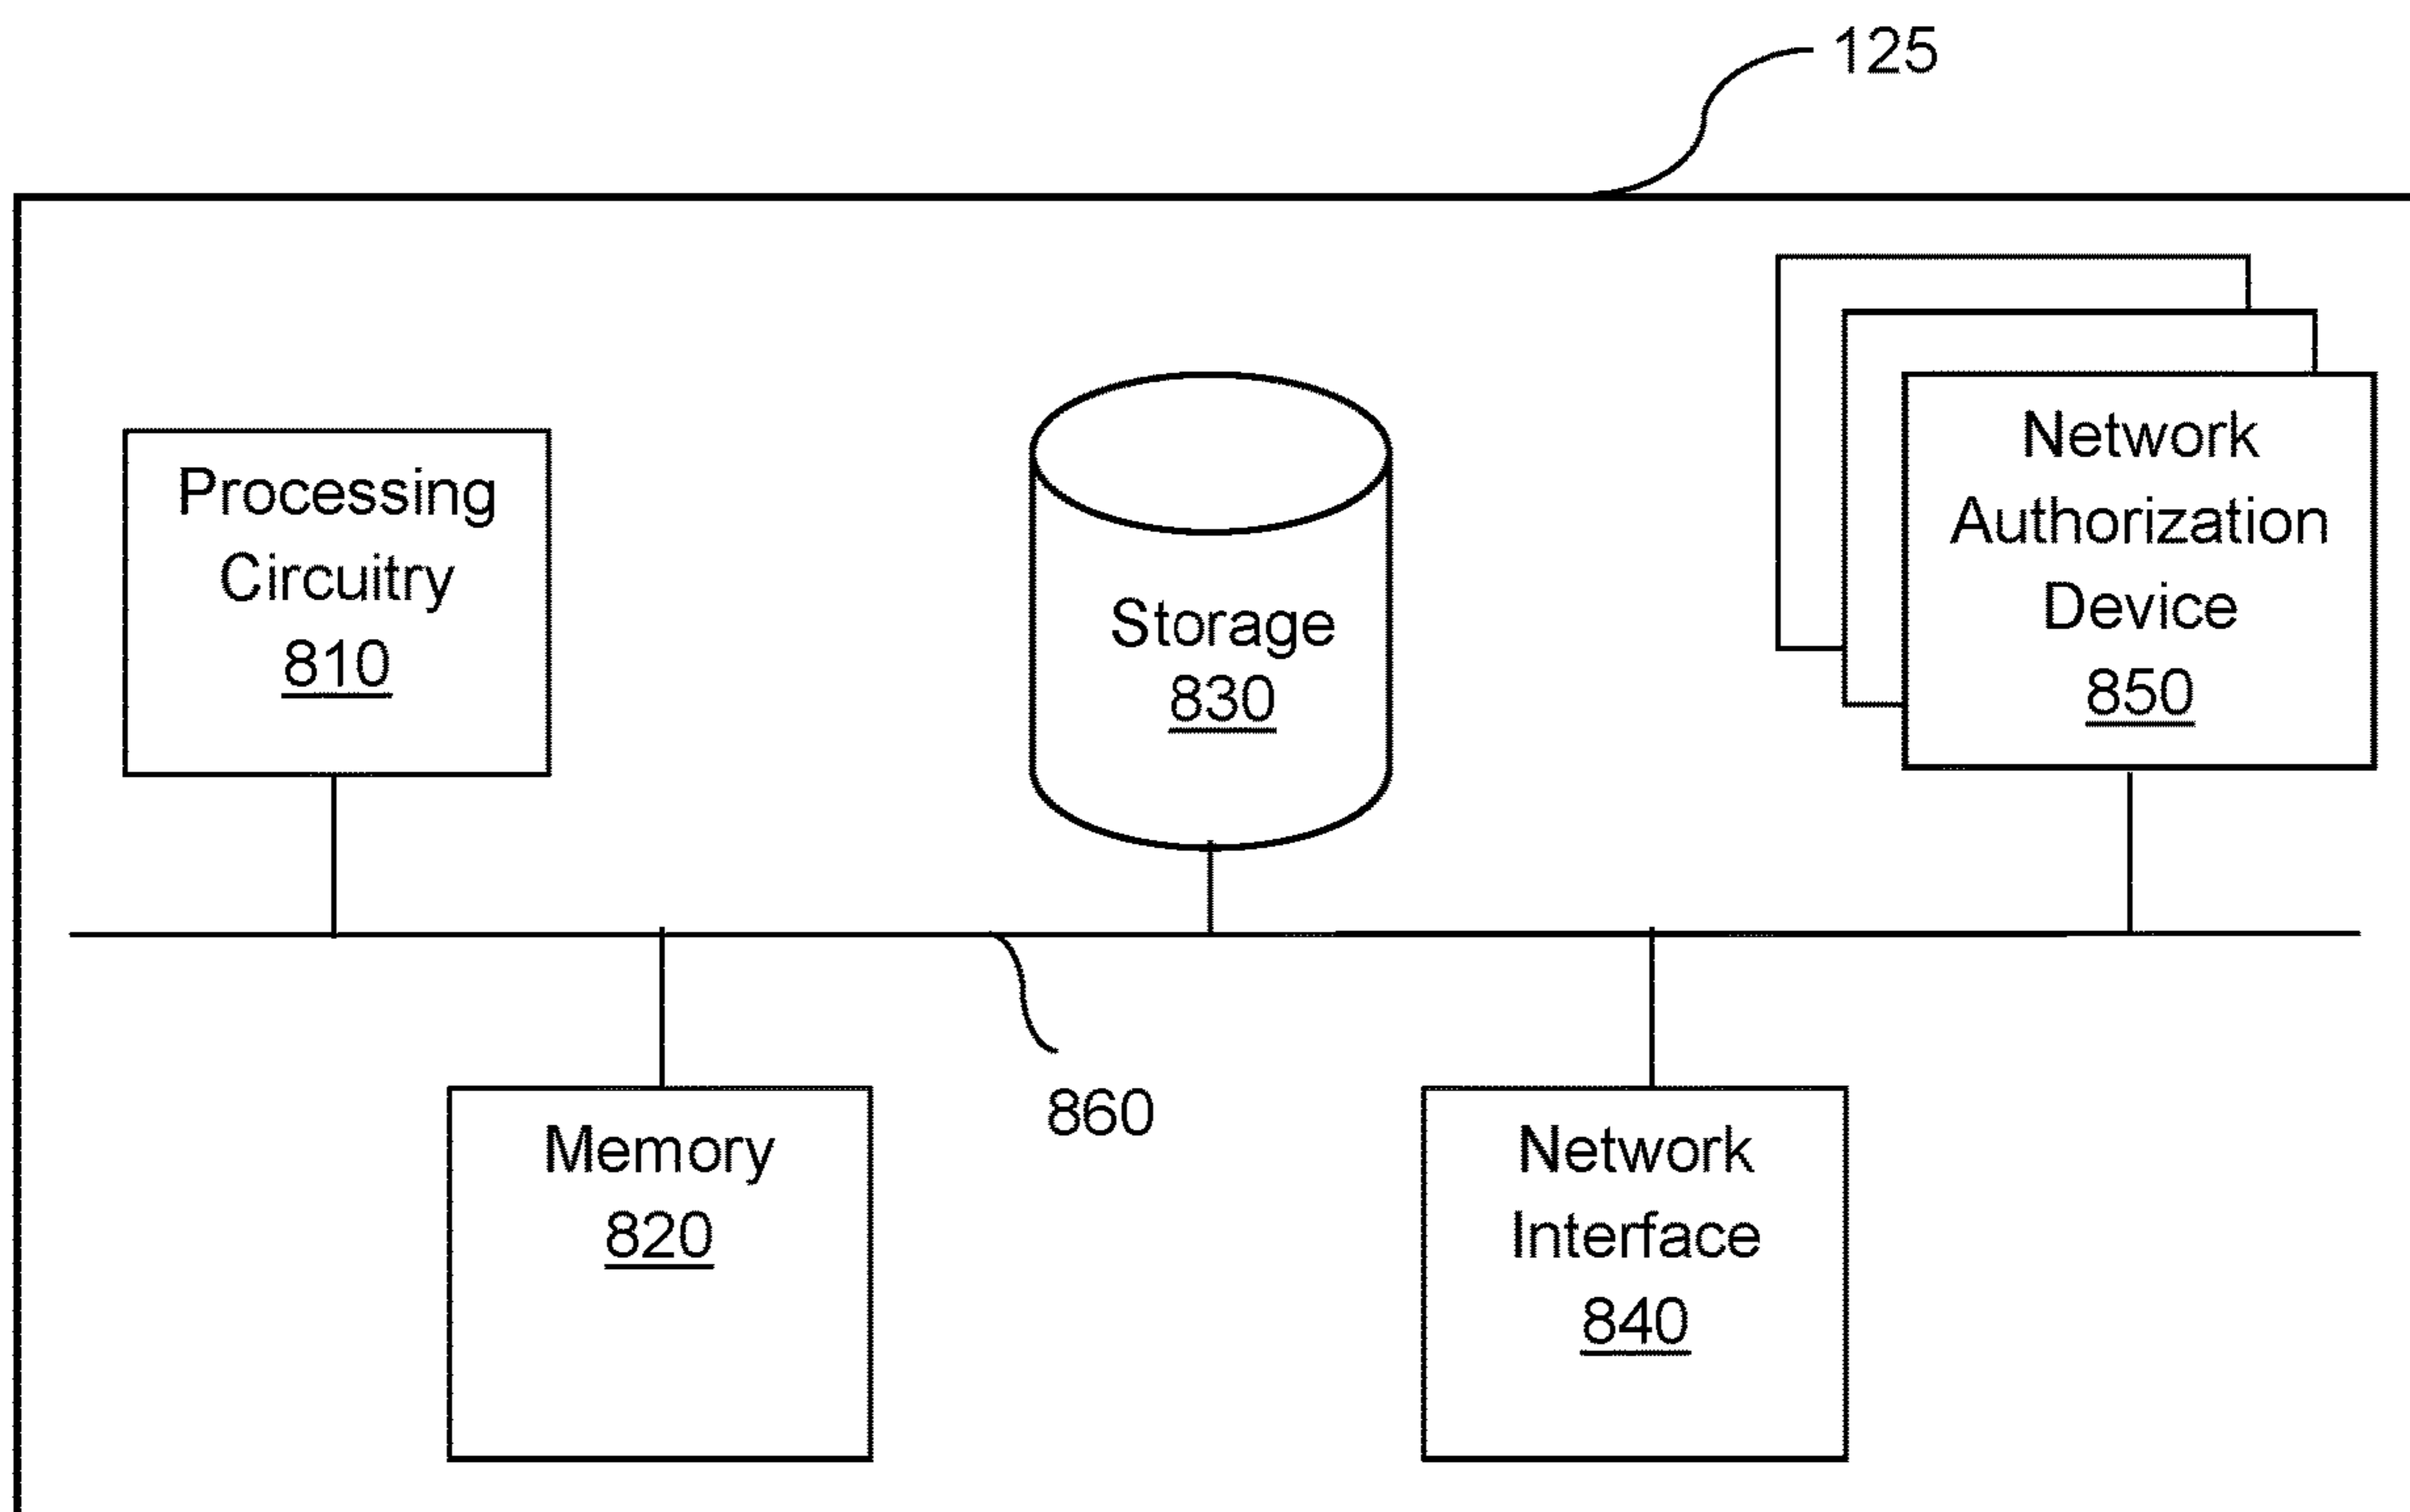 125
Processing
Circuitry
810
Storage
830
Network
Authorization
Device
850
860
Memory
820
Network
Interface
840